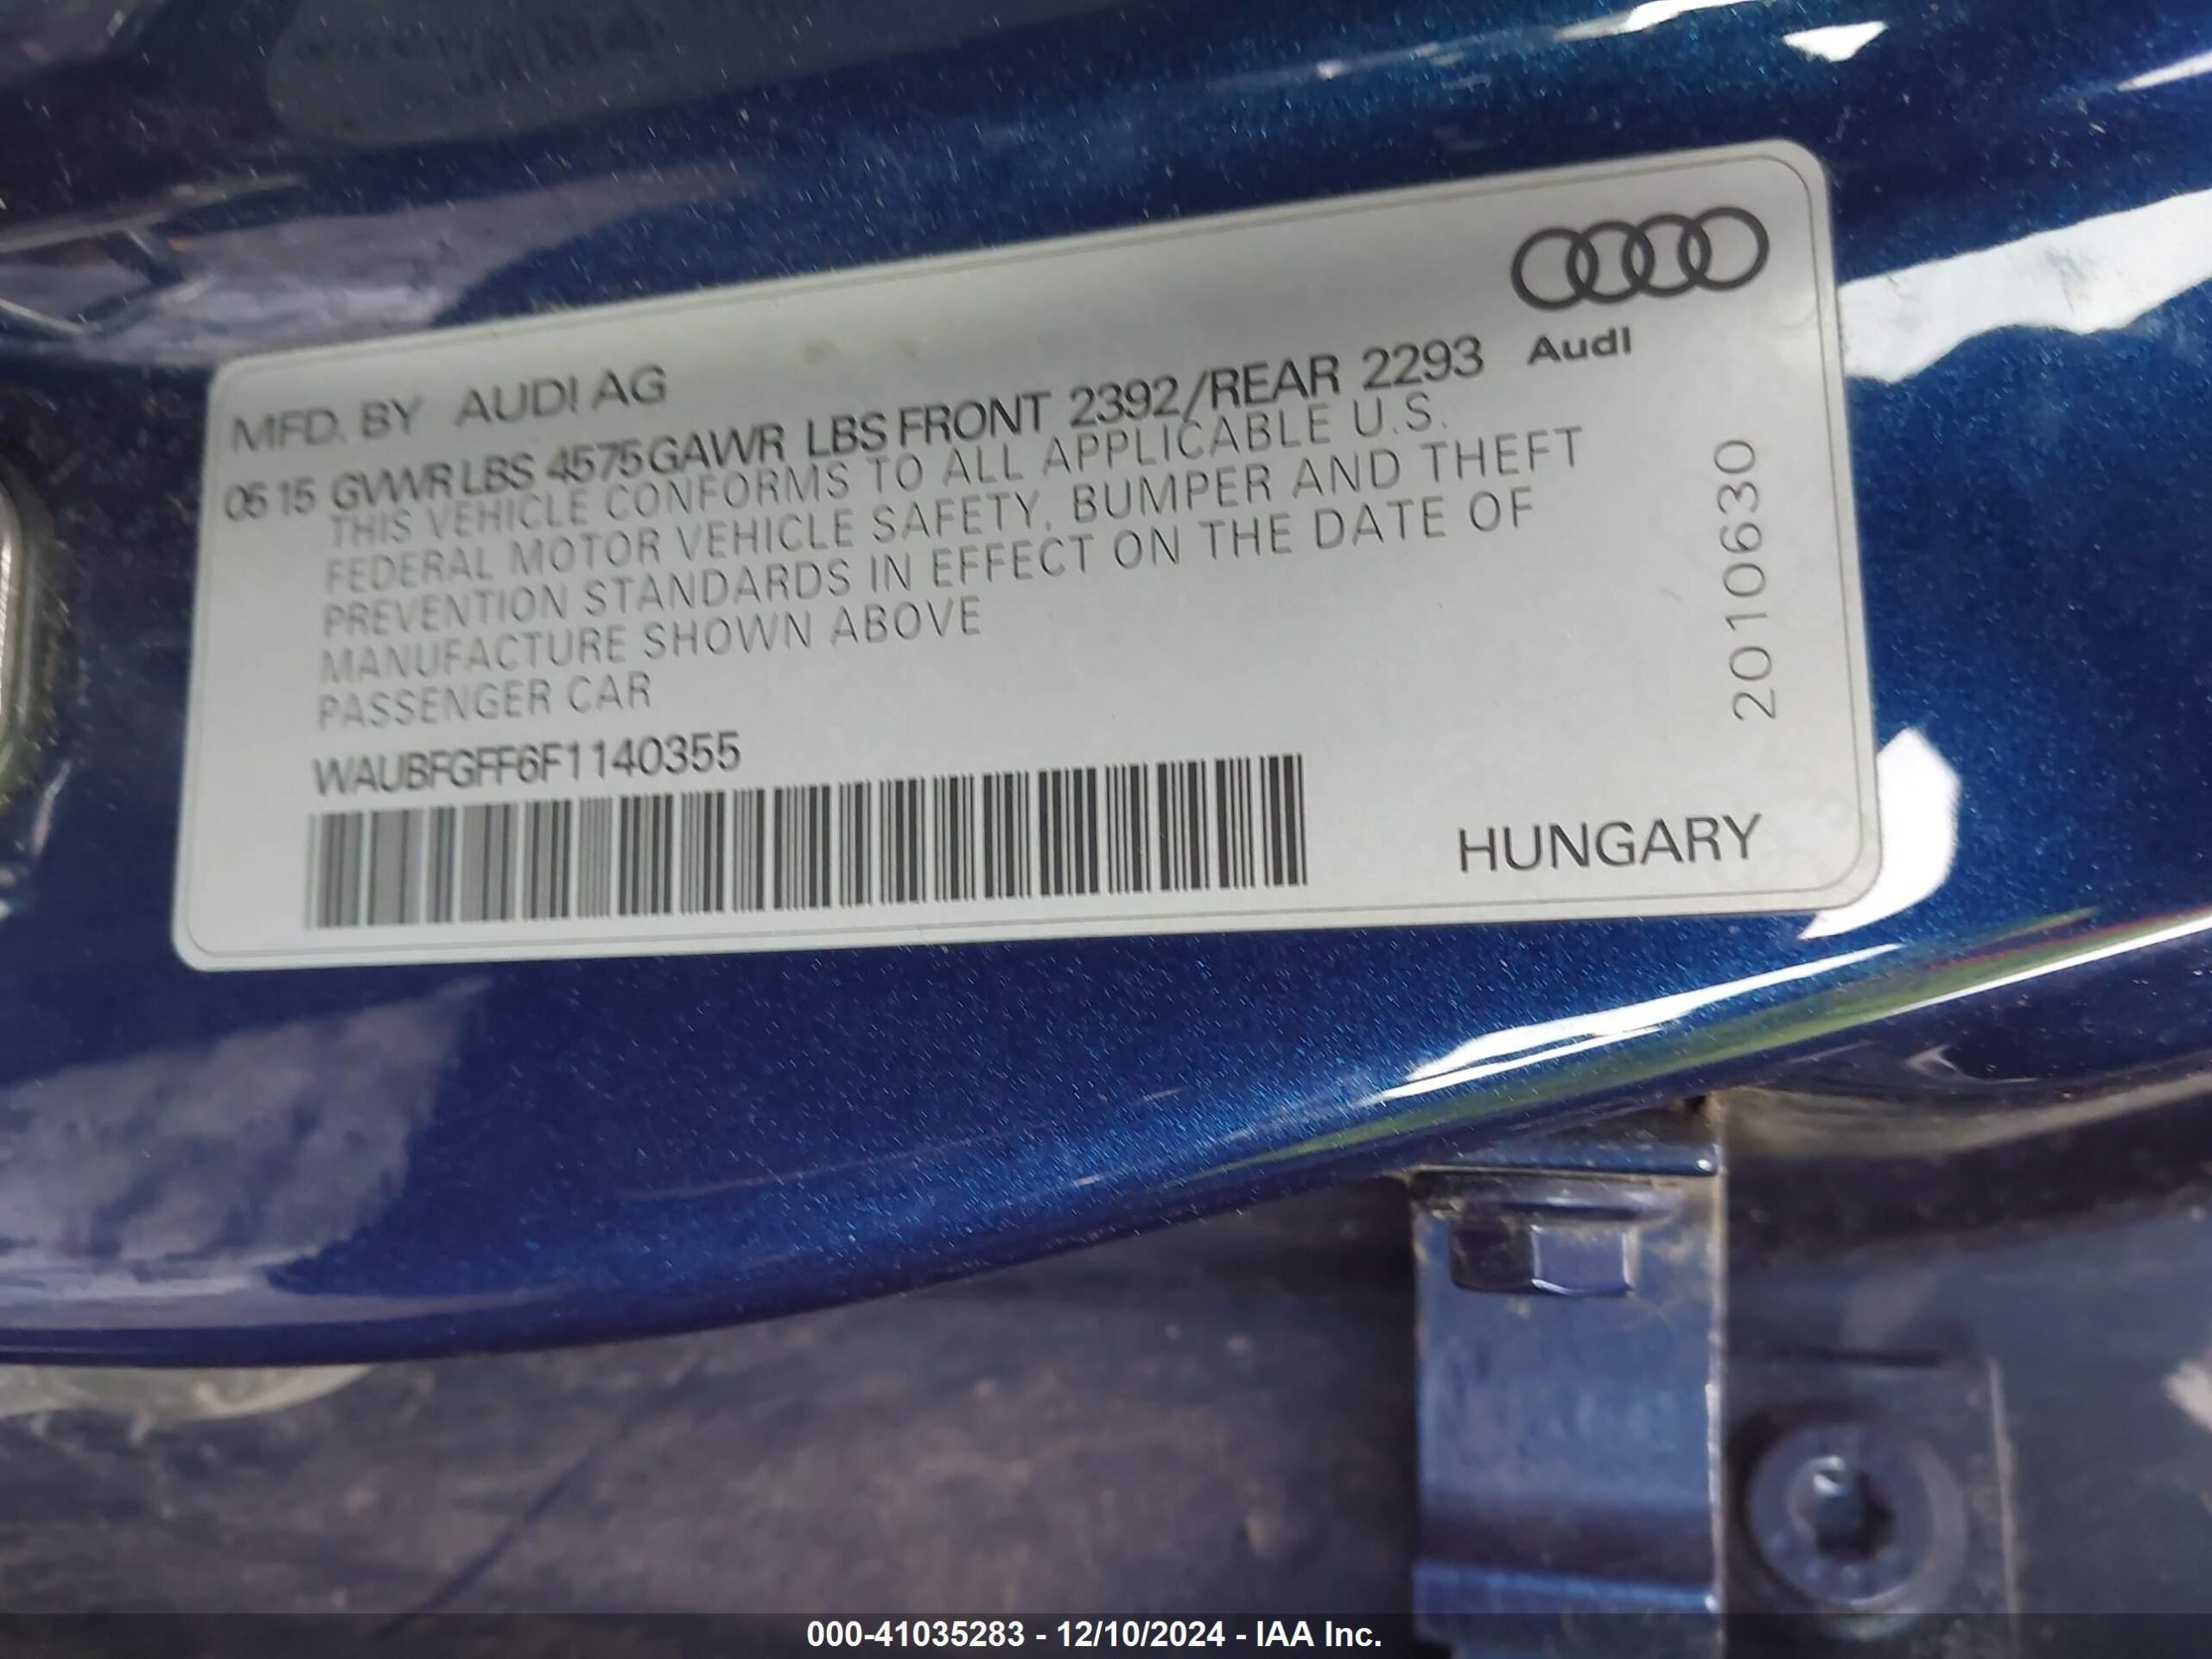 MFD. BY AUDI AG
05 15 GVWR LBS 4575 GAWR LBS FRONT 2392/REAR 2293
THIS VEHICLE CONFORMS TO ALL APPLICABLE U.S.
FEDERAL MOTOR VEHICLE SAFETY, BUMPER AND THEFT
PREVENTION STANDARDS IN EFFECT ON THE DATE OF
MANUFACTURE SHOWN ABOVE
PASSENGER CAR
WAUBFGFF6F1140355
Audi
2010630
HUNGARY
000-41035283 - 12/10/2024 - IAA Inc.